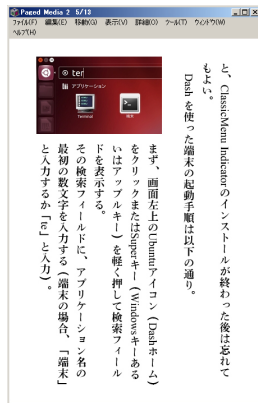 Paged Media 2 5/13
ファイル(F) 編集(E) 移動(G) 表示(V) 詳細(O) ツール(T) ウィンドウ(W)
ヘルプ(H)
と、ClassicMenu Indicatorのインストールが終わった後は忘れて
もよい。
Dash を使った端末の起動手順は以下の通り。
ter
アプリケーション
Terminal
端末
まず、画面左上のUbuntuアイコン(Dashホーム)
をクリックまたはSuperキー(Windowsキーある
いはアップルキー)を軽く押して検索フィール
ドを表示する。
その検索フィールドに、アプリケーション名の
最初の数文字を入力する(端末の場合、「端末」
と入力するか「te」と入力)。